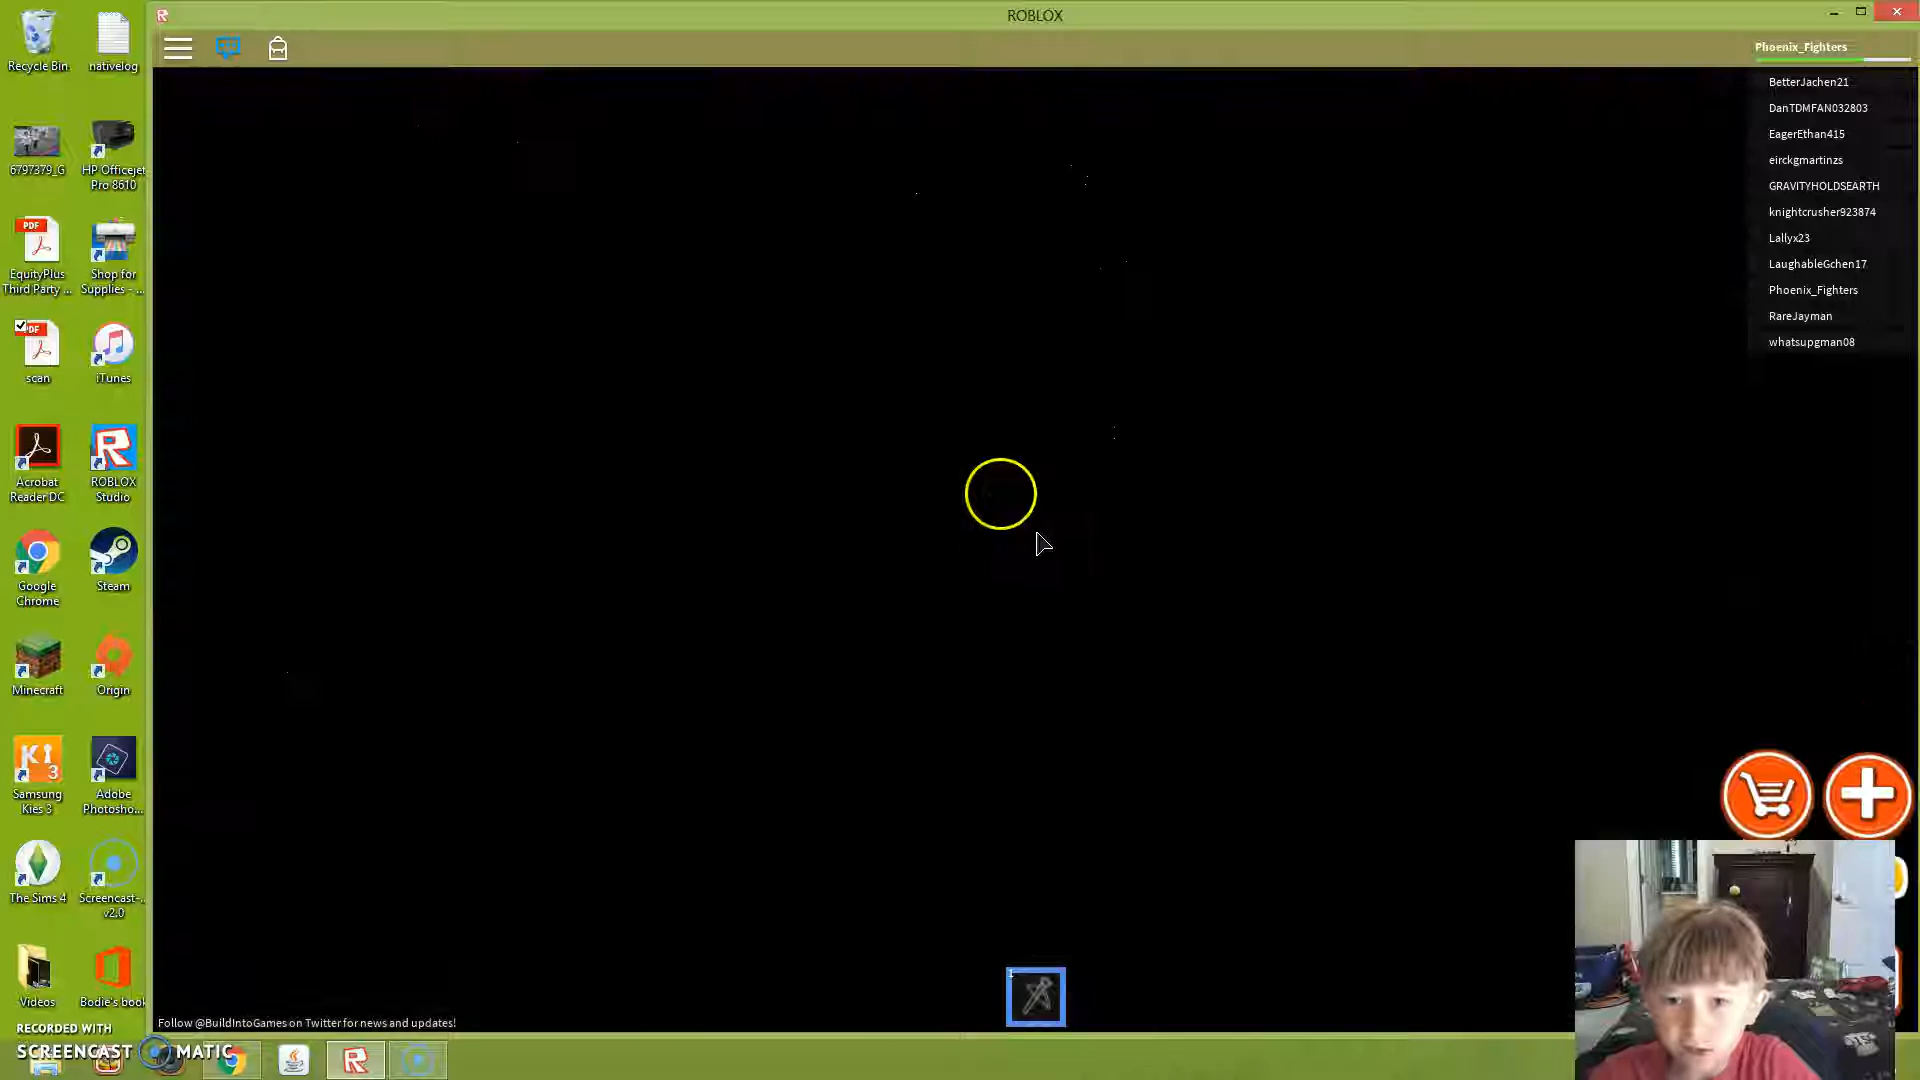 ROBLOX
Phoenix_Fighters
BetterJachen21
DanTDMFAN032803
EagerEthan415
eirckgmartinzs
GRAVITYHOLDSEARTH
knightcrusher923874
Lallyx23
LaughableGchen17
Phoenix_Fighters
RareJayman
whatsupgman08
Recycle Bin
nativelog
6797379_G
HP Officejet
Pro 8610
PDF
EquityPlus
Third Party ...
Shop for
Supplies - ...
PDF
scan
iTunes
Acrobat
Reader DC
ROBLOX
Studio
Google
Chrome
Steam
Minecraft
Origin
Ki
3
Samsung
Kies 3
Adobe
Photosho...
The Sims 4
Screencast-...
v2.0
Videos
Bodie's book
1
Follow @BuildIntoGames on Twitter for news and updates!
RECORDED WITH
SCREENCAST MATIC